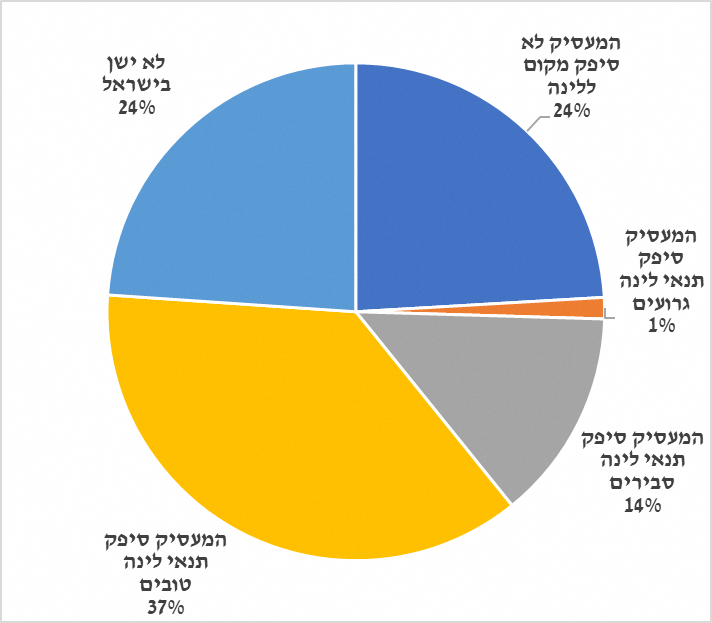 המעסיק לא
סיפק מקום
ללינה
24%
המעסיק
סיפק
תנאי לינה
גרועים
1%
המעסיק סיפק
תנאי לינה
סבירים
14%
המעסיק סיפק
תנאי לינה
טובים
37%
לא ישן
בישראל
24%